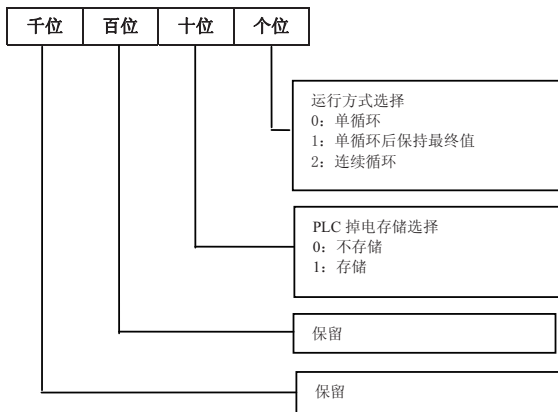 千位 百位 十位 个位
运行方式选择
0：单循环
1：单循环后保持最终值
2：连续循环
PLC 掉电存储选择
0：不存储
1：存储
保留
保留